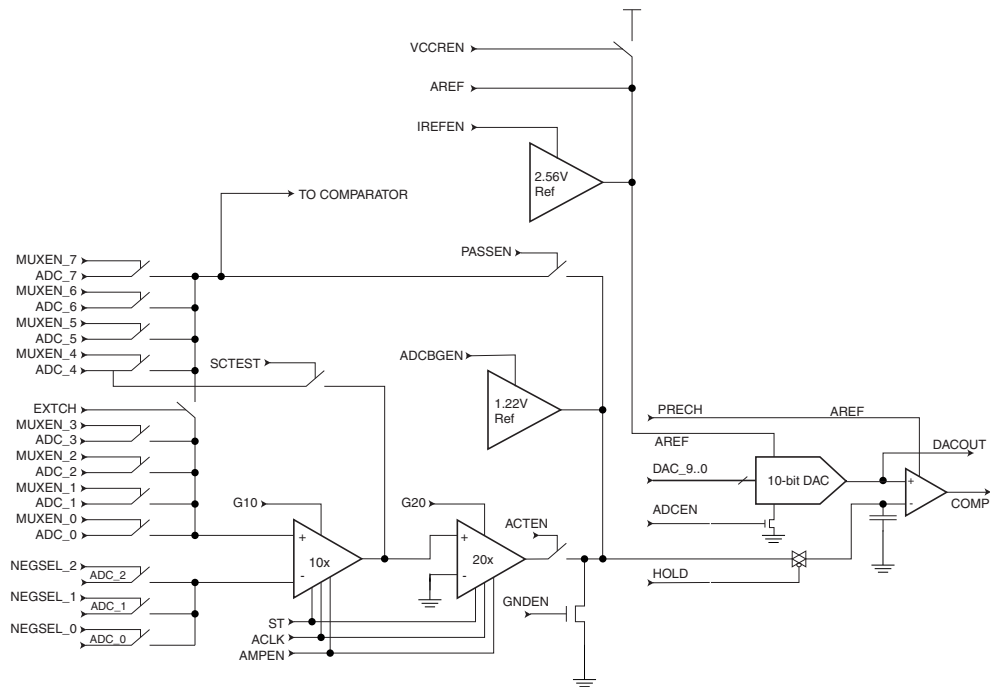 VCCREN
AREF
IREFEN
2.56V
Ref
TO COMPARATOR
PASSEN
MUXEN_7
ADC_7
MUXEN_6
ADC_6
MUXEN_5
ADC_5
MUXEN_4
ADC_4
SCTEST
ADCBGEN
1.22V
Ref
EXTCH
MUXEN_3
ADC_3
MUXEN_2
ADC_2
MUXEN_1
ADC_1
MUXEN_0
ADC_0
PRECH
AREF
AREF
DACOUT
DAC_9..0
10-bit DAC
+
-
COMP
ADCEN
HOLD
G10
+
10x
-
G20
+
20x
-
ACTEN
NEGSEL_2
ADC_2
NEGSEL_1
ADC_1
NEGSEL_0
ADC_0
ST
ACLK
AMPEN
GNDEN